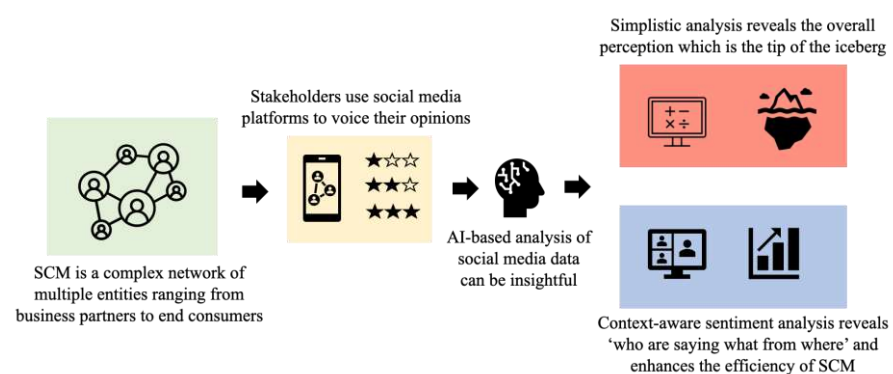 Simplistic analysis reveals the overall
perception which is the tip of the iceberg
Stakeholders use social media
platforms to voice their opinions
SCM is a complex network of
multiple entities ranging from
business partners to end consumers
AI-based analysis of
social media data
can be insightful
Context-aware sentiment analysis reveals
‘who are saying what from where’ and
enhances the efficiency of SCM